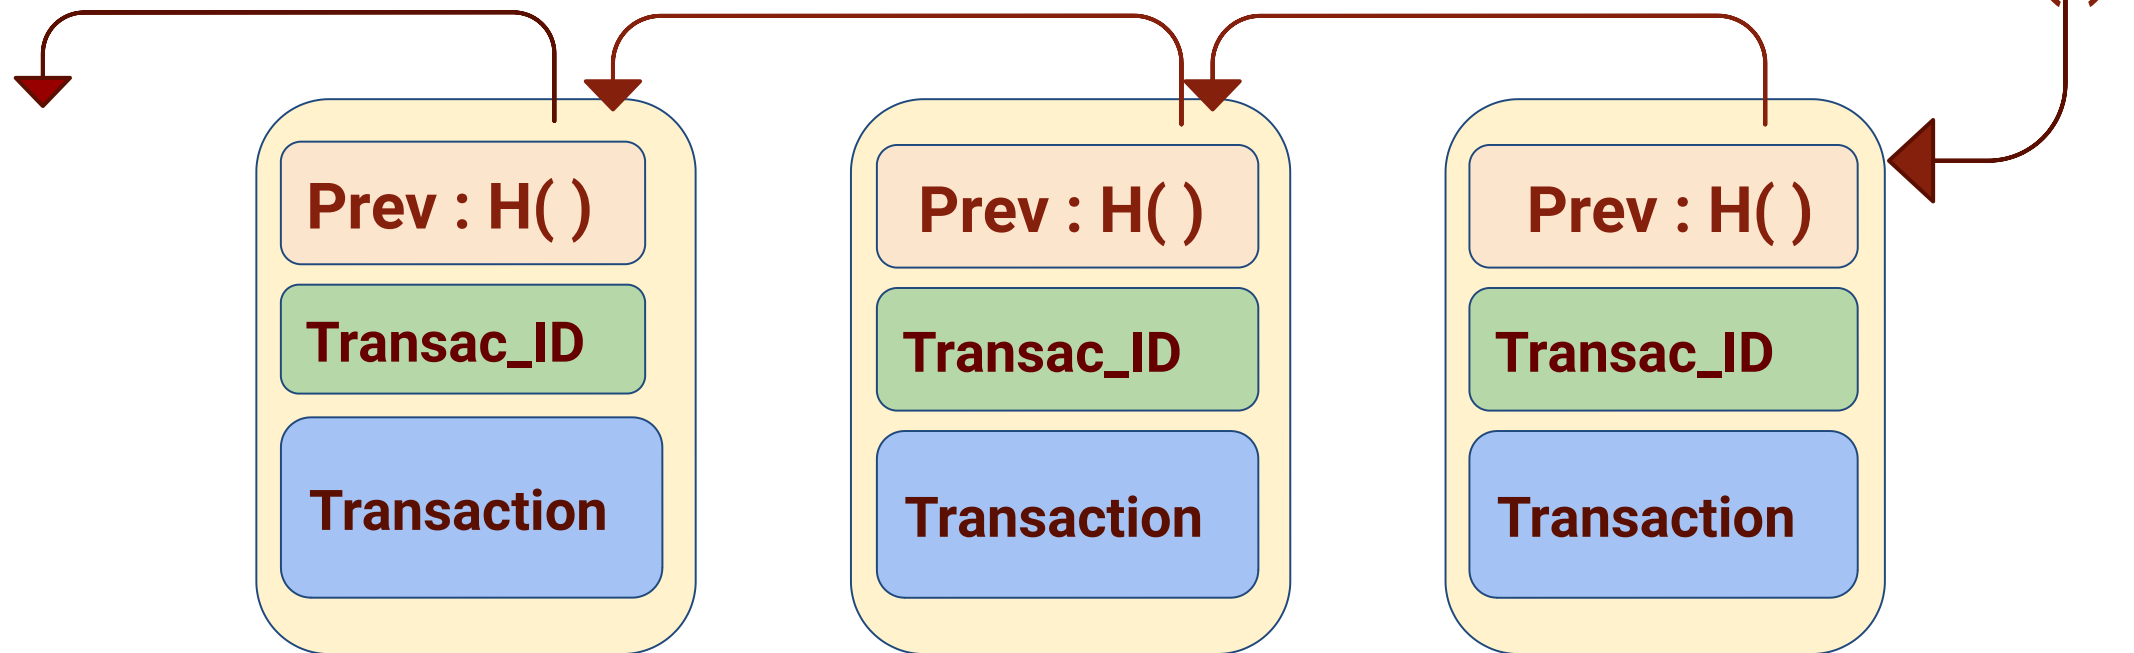 Prev : H( )
Transac_ID
Transaction
Prev : H( )
Transac_ID
Transaction
Prev : H( )
Transac_ID
Transaction